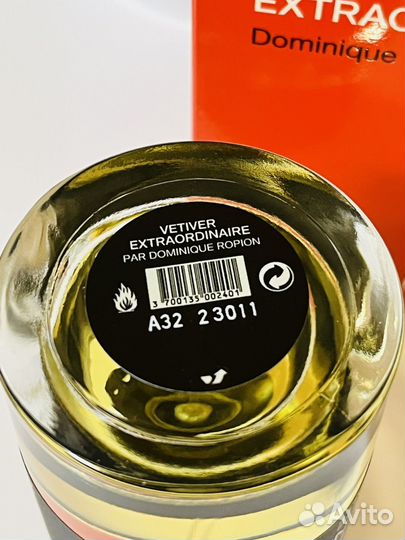 EXTRAO
Dominique
VETIVER
EXTRAORDINAIRE
PAR DOMINIQUE ROPION
3 700135 002401
A32 23011
Avito